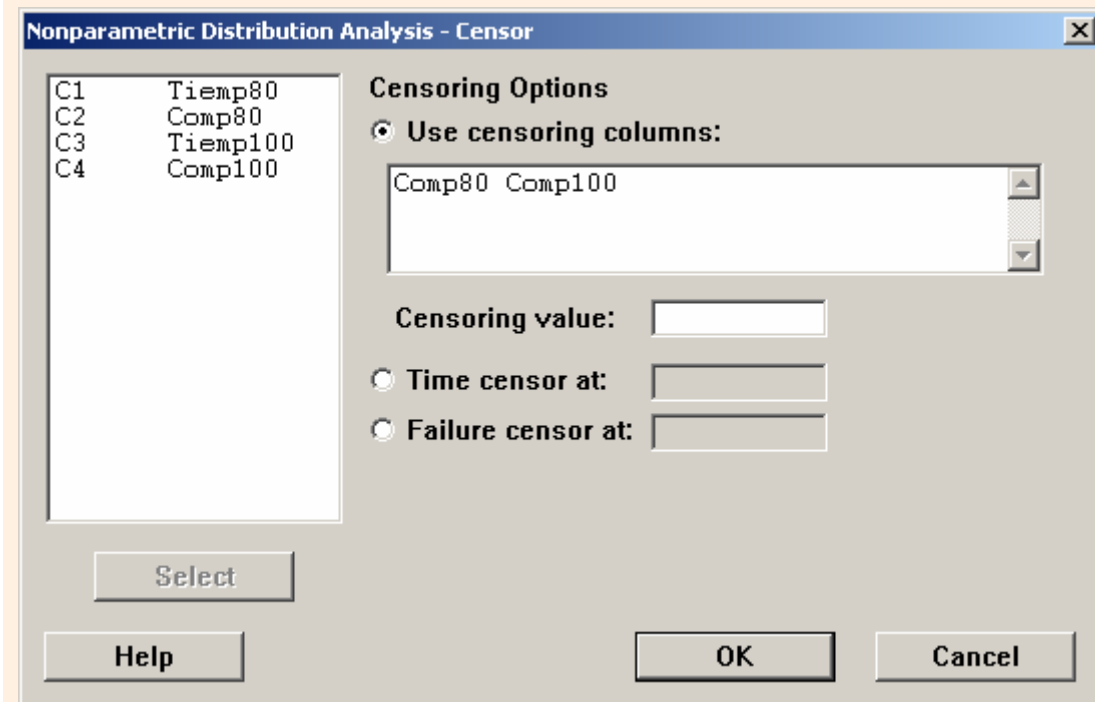 Nonparametric Distribution Analysis - Censor
C1 Tiemp80
C2 Comp80
C3 Tiemp100
C4 Comp100
Censoring Options
Use censoring columns:
Comp80 Comp100
Censoring value:
Time censor at:
Failure censor at:
Select
Help
OK
Cancel